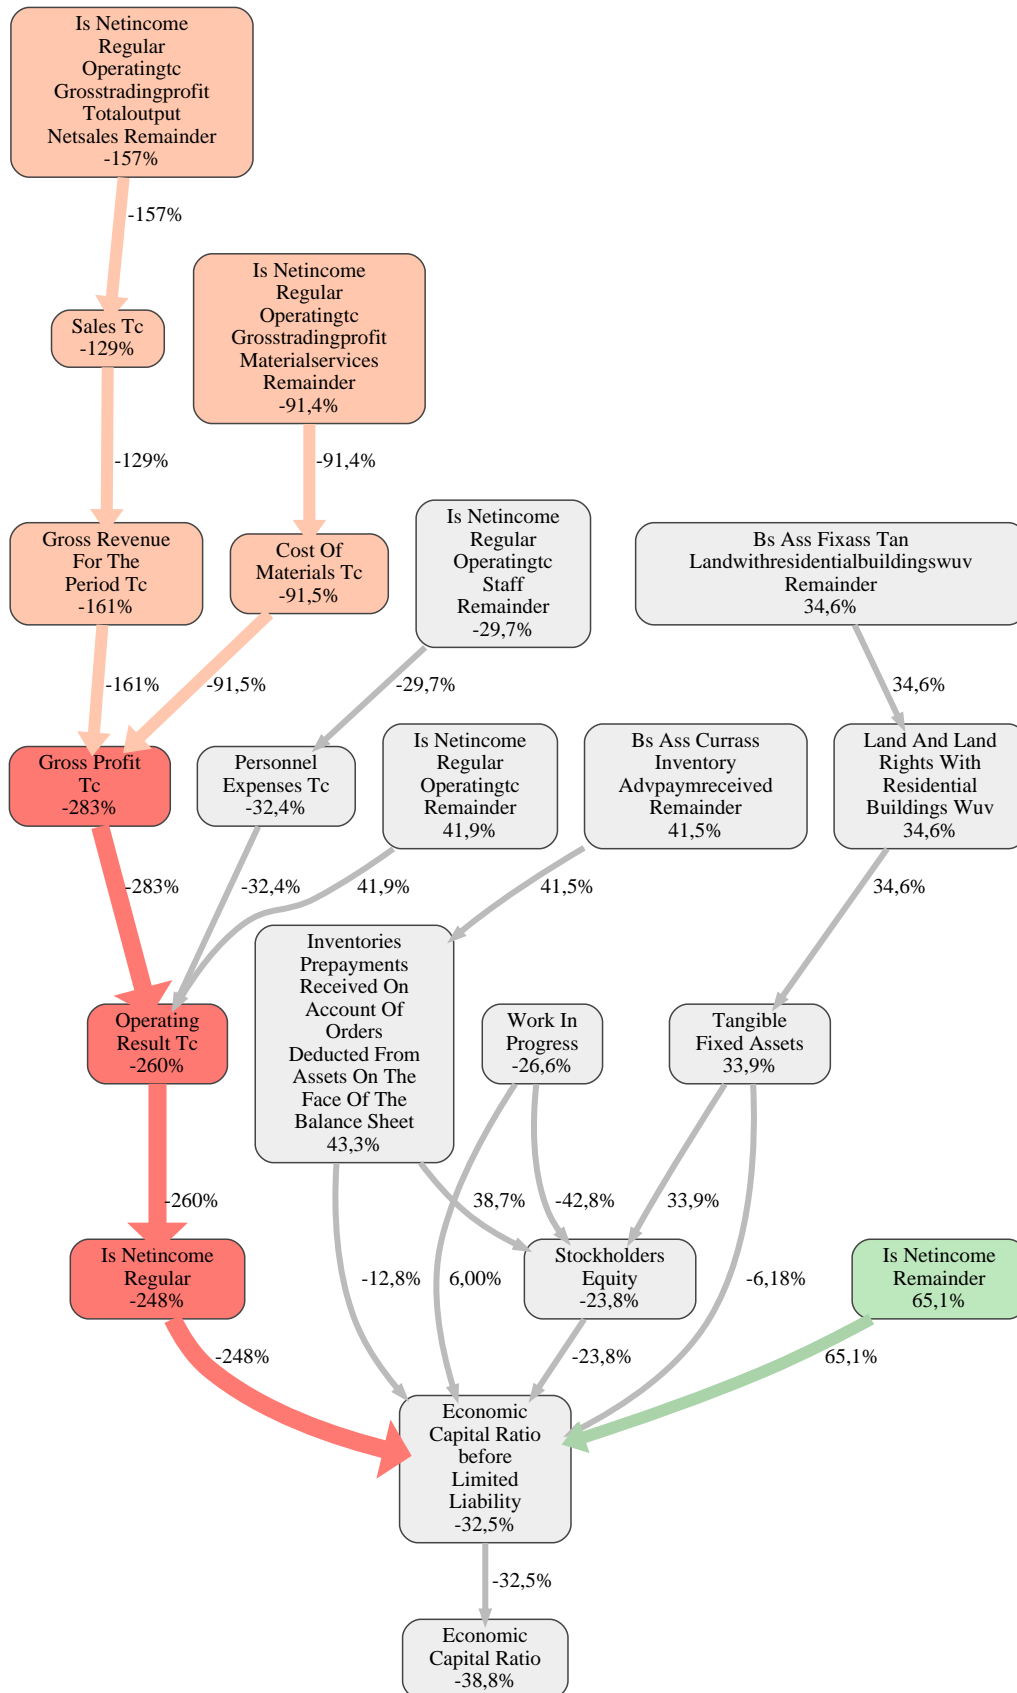 Is Netincome
Regular
Operatingtc
Grosstradingprofit
Totaloutput
Netsales Remainder
-157%
-157%
Sales Tc
-129%
Is Netincome
Regular
Operatingtc
Grosstradingprofit
Materialservices
Remainder
-91,4%
-129%
-91,4%
Gross Revenue
For The
Period Tc
-161%
Cost Of
Materials Tc
-91,5%
Is Netincome
Regular
Operatingtc
Staff
Remainder
-29,7%
Bs Ass Fixass Tan
Landwithresidentialbuildingswuv
Remainder
34,6%
-161%
-91,5%
-29,7%
34,6%
Gross Profit
Tc
-283%
Personnel
Expenses Tc
-32,4%
Is Netincome
Regular
Operatingtc
Remainder
41,9%
Bs Ass Currass
Inventory
Advpaymreceived
Remainder
41,5%
Land And Land
Rights With
Residential
Buildings Wuv
34,6%
-283%
-32,4%
41,9%
41,5%
34,6%
Inventories
Prepayments
Received On
Account Of
Orders
Deducted From
Assets On The
Face Of The
Balance Sheet
43,3%
Operating
Result Tc
-260%
Work In
Progress
-26,6%
Tangible
Fixed Assets
33,9%
-260%
38,7%
-42,8%
33,9%
Is Netincome
Regular
-248%
-12,8%
6,00%
Stockholders
Equity
-23,8%
-6,18%
Is Netincome
Remainder
65,1%
-248%
-23,8%
65,1%
Economic
Capital Ratio
before
Limited
Liability
-32,5%
-32,5%
Economic
Capital Ratio
-38,8%